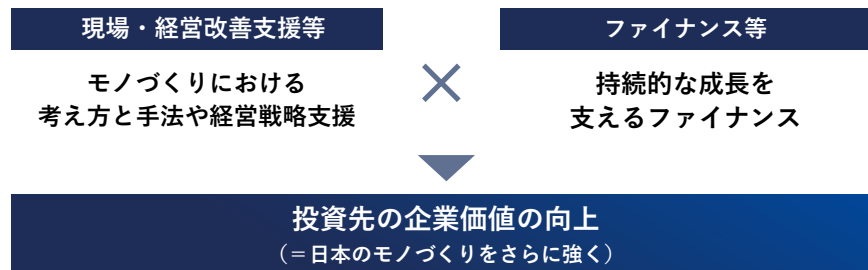 現場・経営改善支援等
モノづくりにおける
考え方と手法や経営戦略支援
×
ファイナンス等
持続的な成長を
支えるファイナンス
投資先の企業価値の向上
（＝日本のモノづくりをさらに強く）